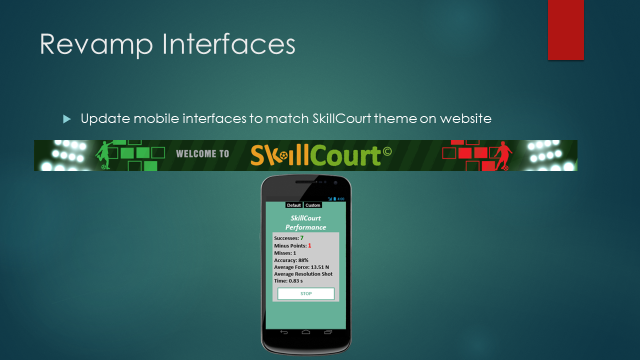 Revamp Interfaces
Update mobile interfaces to match SkillCourt theme on website
WELCOME TO SkillCourt©
Default Custom
SkillCourt
Performance
Successes: 7
Minus Points: 1
Misses: 1
Accuracy: 88%
Average Force: 13.51 N
Average Resolution Shot
Time: 0.83 s
STOP